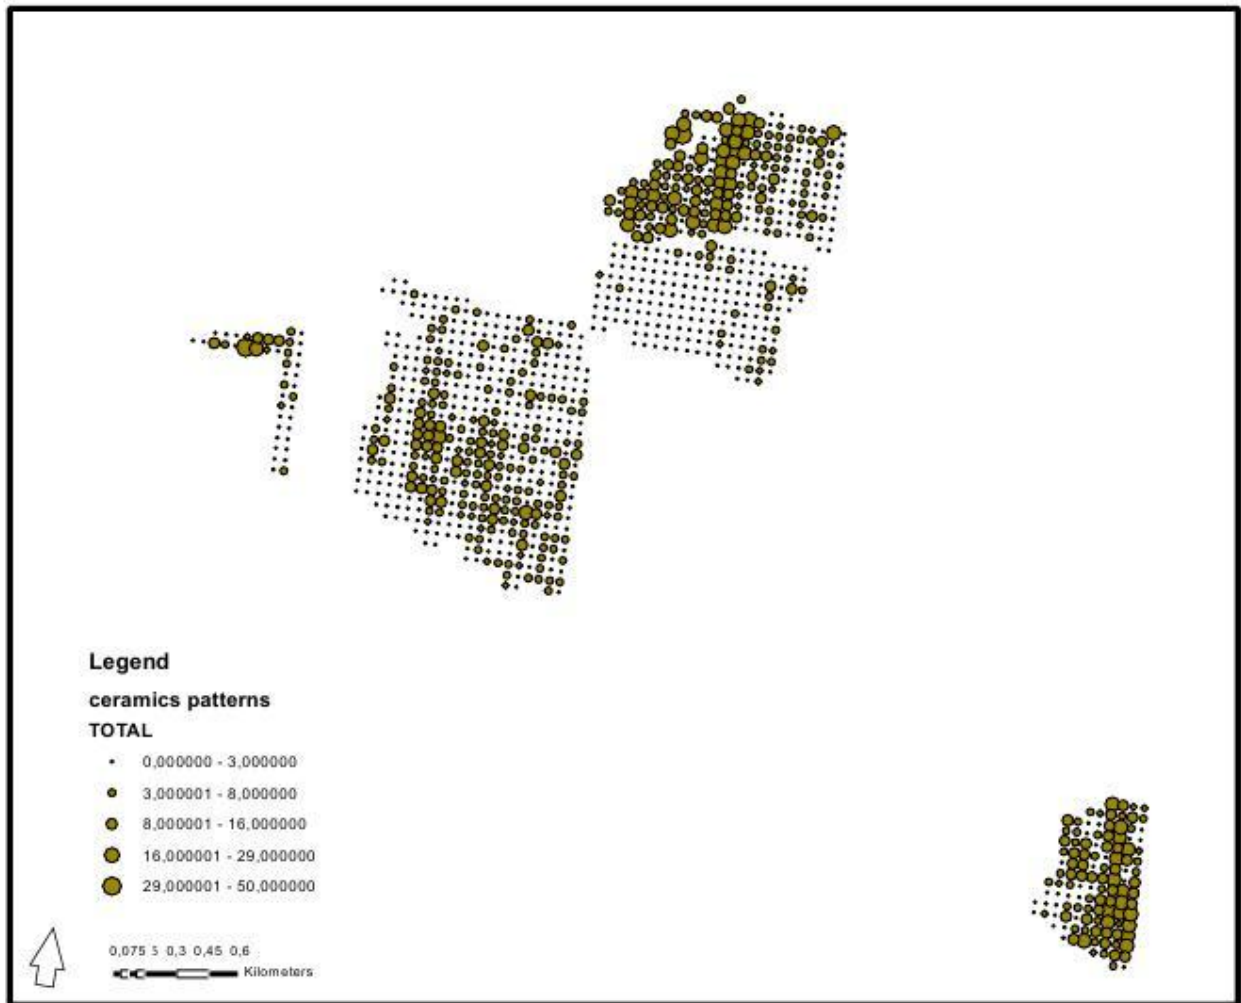 Legend
ceramics patterns
TOTAL
0,000000 - 3,000000
3,000001 - 8,000000
8,000001 - 16,000000
16,000001 - 29,000000
29,000001 - 50,000000
0,075 5 0,3 0,45 0,6
Kilometers